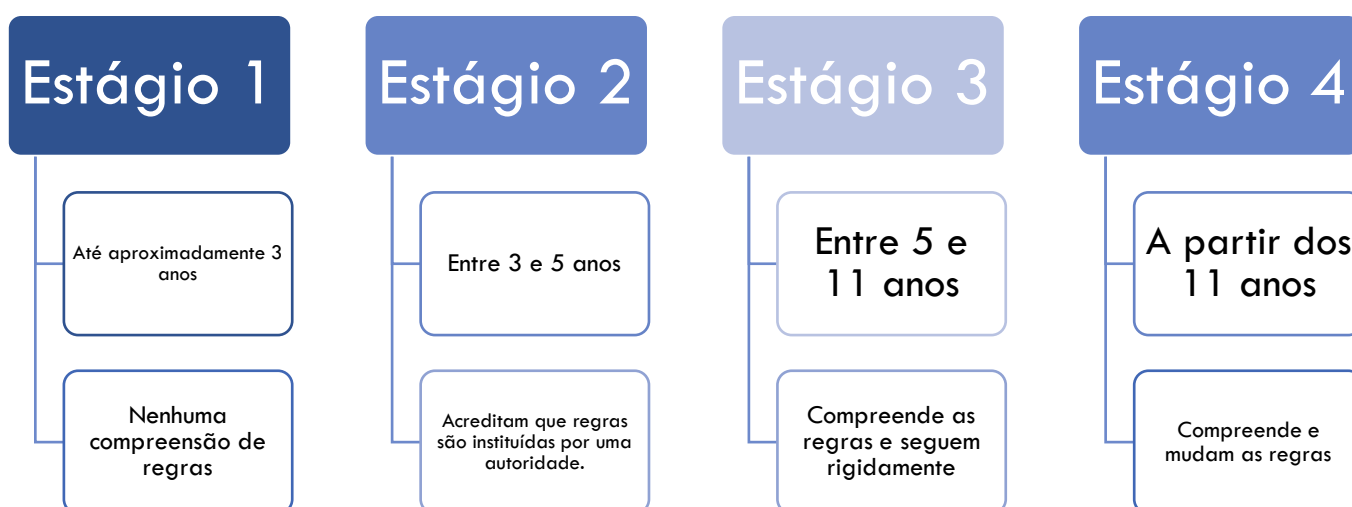 Estágio 1
Até aproximadamente 3
anos
Nenhuma
compreensão de
regras
Estágio 2
Entre 3 e 5 anos
Acreditam que regras
são instituídas por uma
autoridade.
Estágio 3
Entre 5 e
11 anos
Compreende as
regras e seguem
rigidamente
Estágio 4
A partir dos
11 anos
Compreende e
mudam as regras